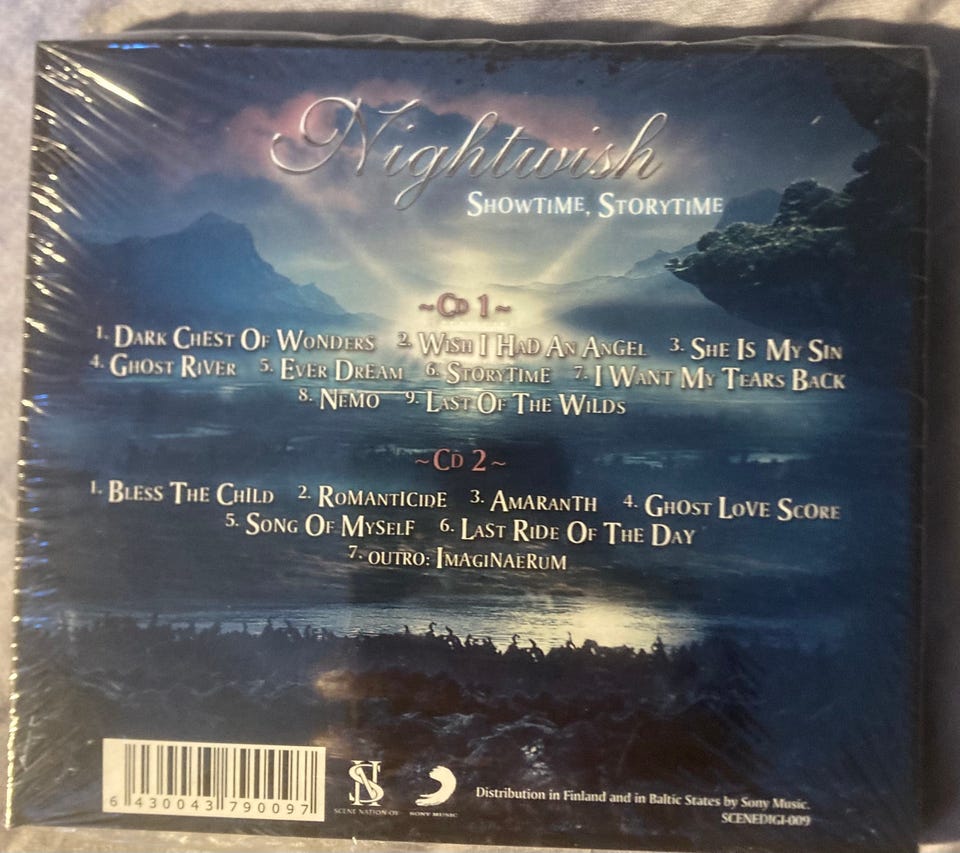 Nightwish
SHOWTIME, STORYTIME
~CD 1~
1. DARK CHEST OF WONDERS 2. WISH I HAD AN ANGEL 3. SHE IS MY SIN
4. GHOST RIVER 5. EVER DREAM 6. STORYTIME 7. I WANT MY TEARS BACK
8. NEMO 9. LAST OF THE WILDS
~CD 2~
1. BLESS THE CHILD 2. ROMANTICIDE 3. AMARANTH 4. GHOST LOVE SCORE
5. SONG OF MYSELF 6. LAST RIDE OF THE DAY
7. OUTRO: IMAGINAERUM
6 430043 790097
SCENE NATION OY
SONY MUSIC
Distribution in Finland and in Baltic States by Sony Music.
SCENEDIGI-009